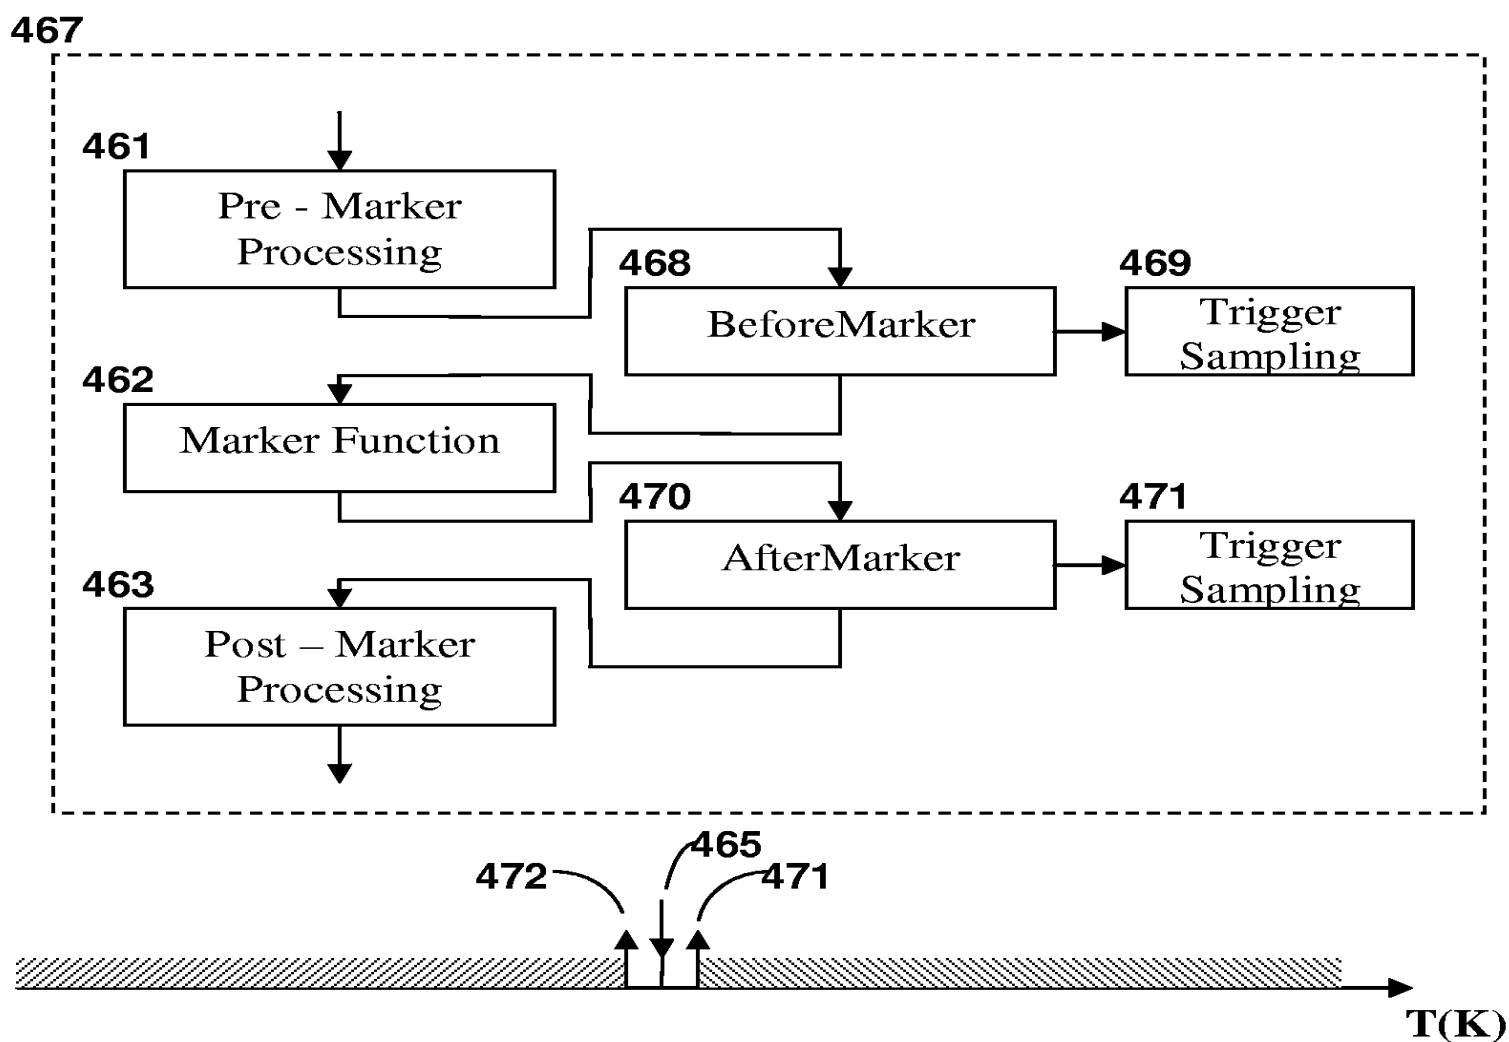 467
461
Pre - Marker
Processing
468
BeforeMarker
469
Trigger
Sampling
462
Marker Function
470
AfterMarker
471
Trigger
Sampling
463
Post – Marker
Processing
465
472
471
T(K)